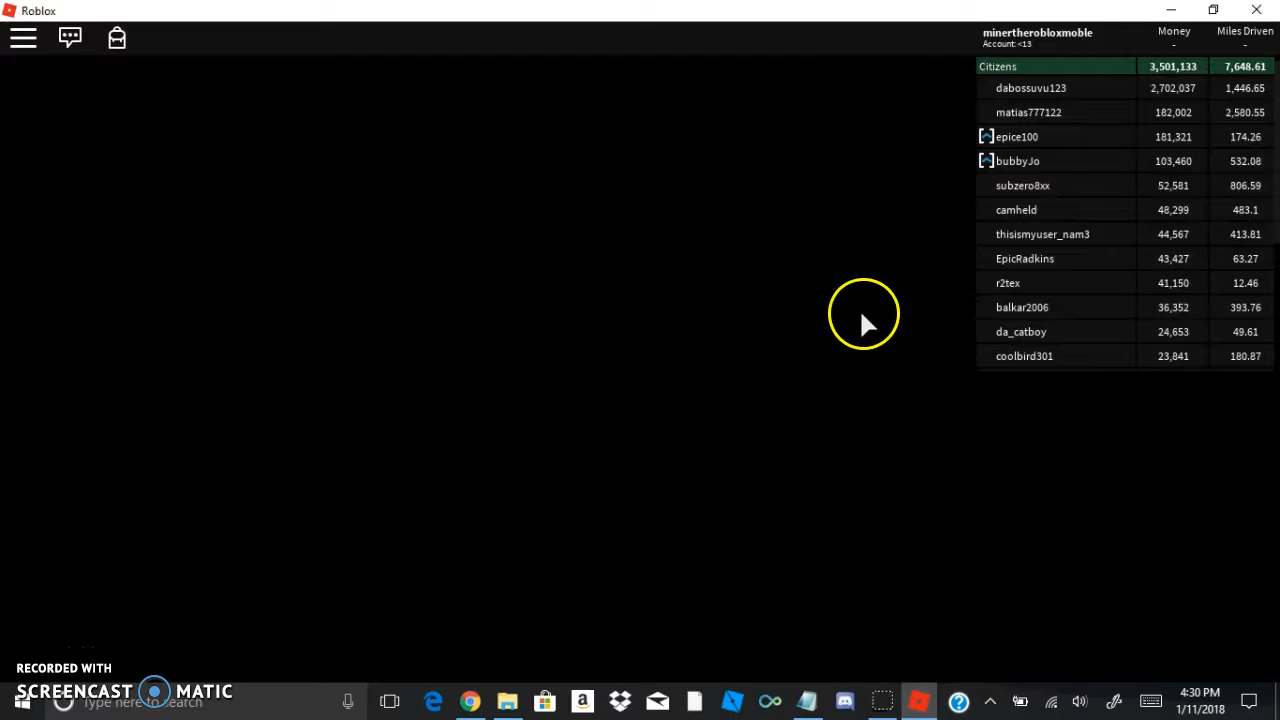 Roblox
minertherobloxmoble Money Miles Driven
Account: <13 - -
Citizens 3,501,133 7,648.61
dabossuvu123 2,702,037 1,446.65
matias777122 182,002 2,580.55
epice100 181,321 174.26
bubbyJo 103,460 532.08
subzero8xx 52,581 806.59
camheld 48,299 483.1
thisismyuser_nam3 44,567 413.81
EpicRadkins 43,427 63.27
r2tex 41,150 12.46
balkar2006 36,352 393.76
da_catboy 24,653 49.61
coolbird301 23,841 180.87
RECORDED WITH
SCREENCAST MATIC
Type here to search
4:30 PM
1/11/2018